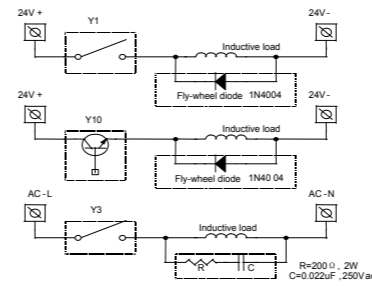 24V + Y1 24V -
Inductive load
Fly-wheel diode 1N4004
24V + Y10 24V -
Inductive load
Fly-wheel diode 1N40 04
AC - L Y3 AC - N
Inductive load
R C
R=200 Ω , 2W
C=0.022uF , 250Vac